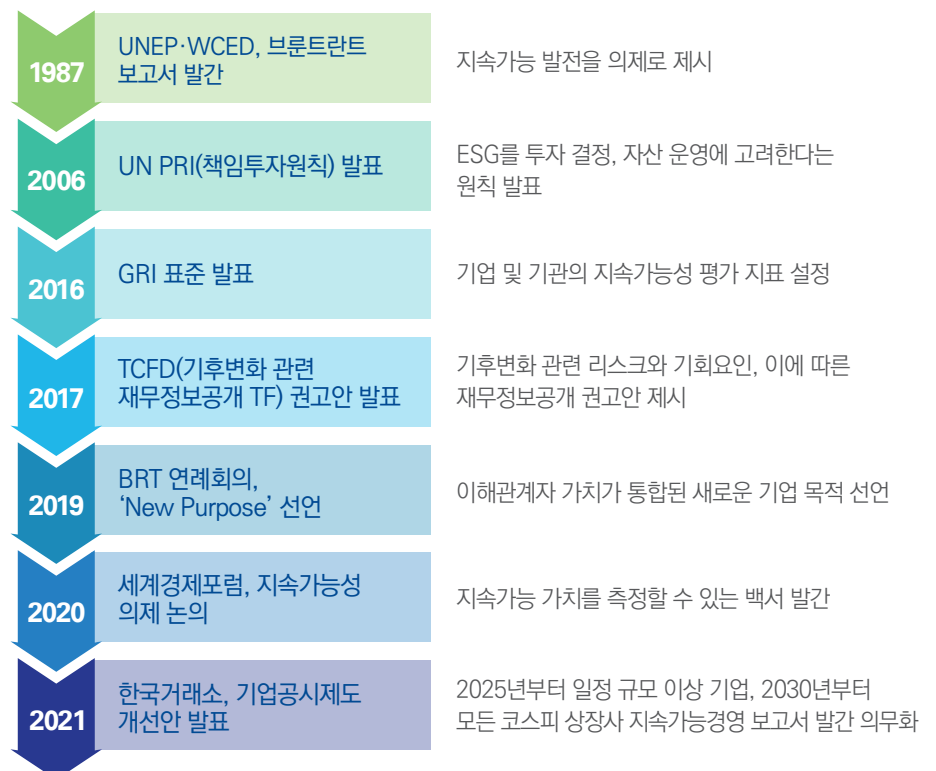 1987
UNEP·WCED, 브룬트란트
보고서 발간
지속가능 발전을 의제로 제시
2006
UN PRI(책임투자원칙) 발표
ESG를 투자 결정, 자산 운영에 고려한다는
원칙 발표
2016
GRI 표준 발표
기업 및 기관의 지속가능성 평가 지표 설정
2017
TCFD(기후변화 관련
재무정보공개 TF) 권고안 발표
기후변화 관련 리스크와 기회요인, 이에 따른
재무정보공개 권고안 제시
2019
BRT 연례회의,
‘New Purpose’ 선언
이해관계자 가치가 통합된 새로운 기업 목적 선언
2020
세계경제포럼, 지속가능성
의제 논의
지속가능 가치를 측정할 수 있는 백서 발간
2021
한국거래소, 기업공시제도
개선안 발표
2025년부터 일정 규모 이상 기업, 2030년부터
모든 코스피 상장사 지속가능경영 보고서 발간 의무화